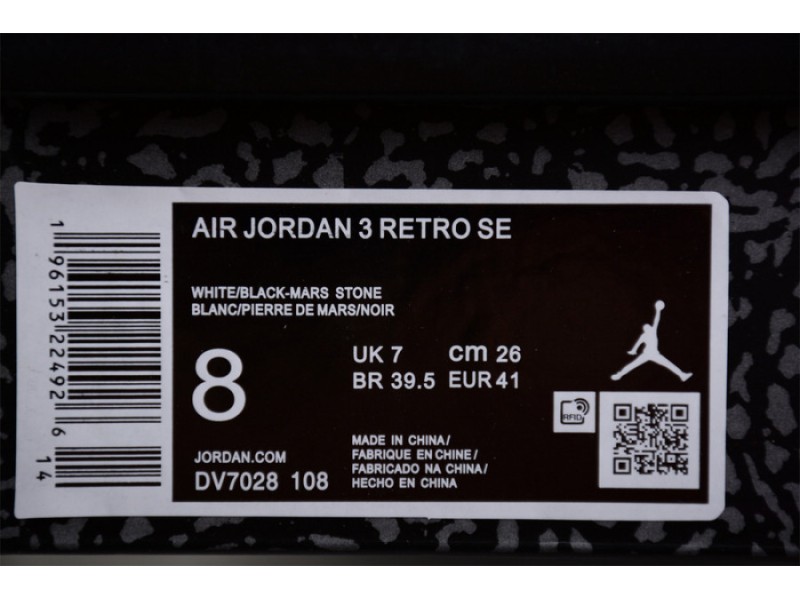 AIR JORDAN 3 RETRO SE
WHITE/BLACK-MARS STONE
BLANC/PIERRE DE MARS/NOIR
8
UK 7 cm 26
BR 39.5 EUR 41
JORDAN.COM
DV7028 108
MADE IN CHINA/
FABRIQUE EN CHINE/
FABRICADO NA CHINA/
HECHO EN CHINA
RFID
1 96153 22492 6 14